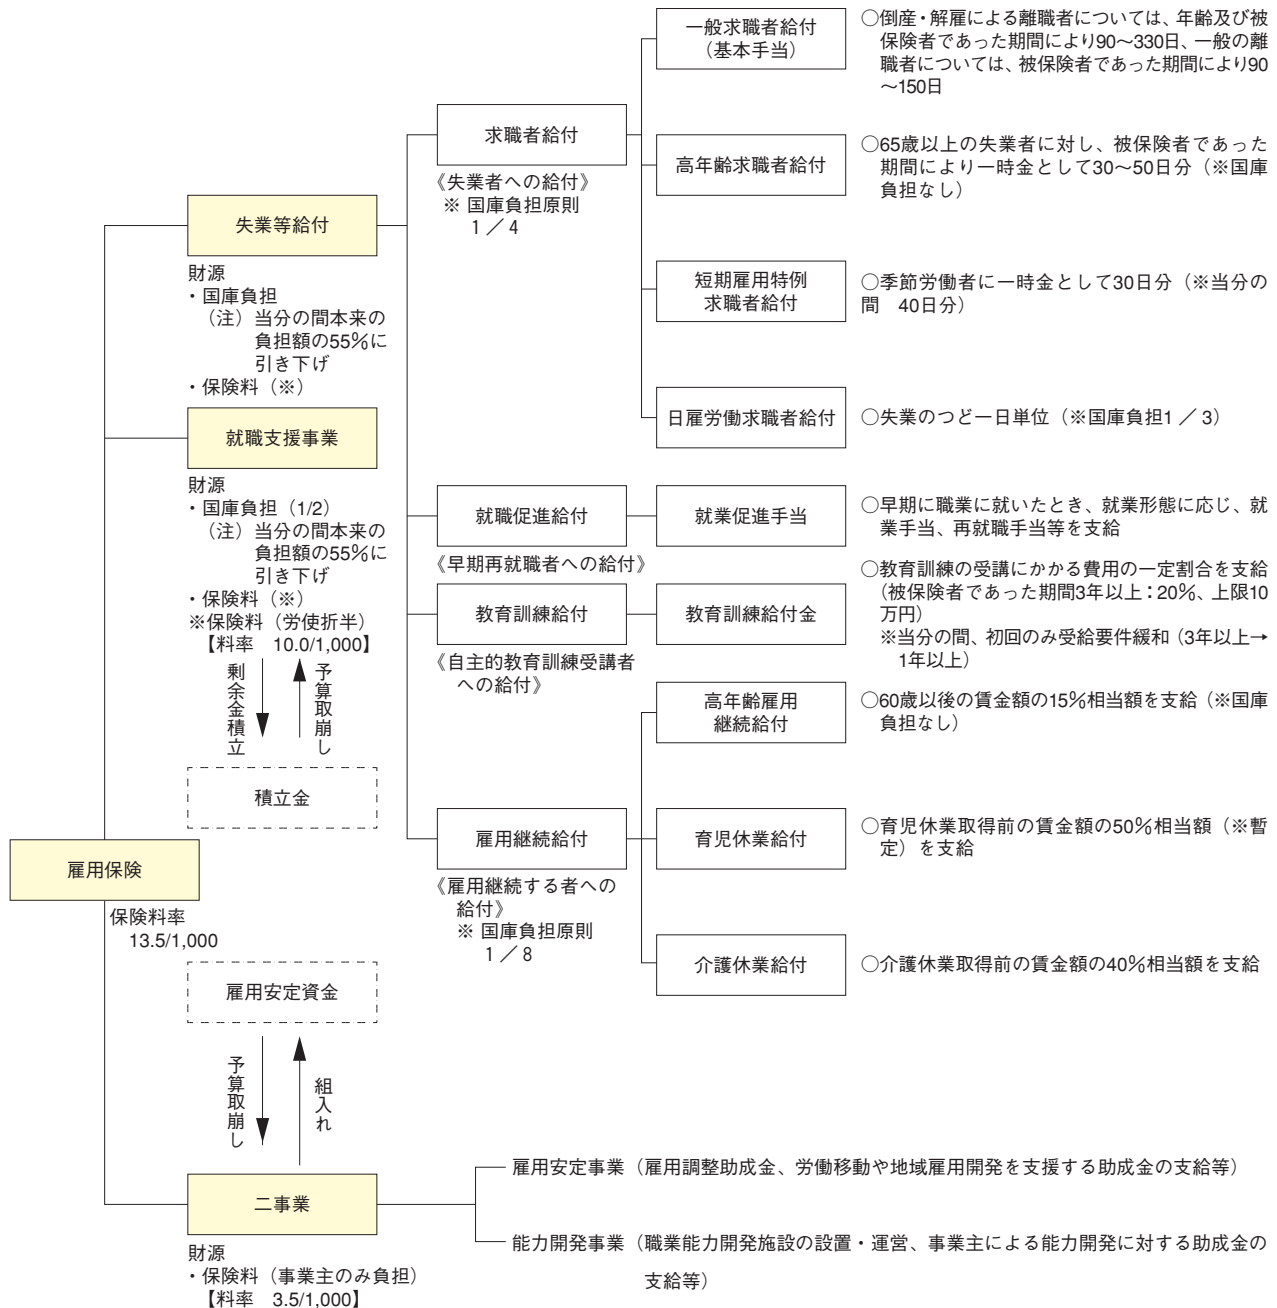 一般求職者給付
(基本手当)
○倒産・解雇による離職者については、年齢及び被
保険者であった期間により90〜330日、一般の離
職者については、被保険者であった期間により90
〜150日
求職者給付
《失業者への給付》
※ 国庫負担原則
1/4
高年齢求職者給付
○65歳以上の失業者に対し、被保険者であった
期間により一時金として30〜50日分(※国庫
負担なし)
失業等給付
財源
・国庫負担
(注)当分の間本来の
負担額の55%に
引き下げ
・保険料(※)
短期雇用特例
求職者給付
○季節労働者に一時金として30日分(※当分の
間 40日分)
日雇労働求職者給付
○失業のつど一日単位(※国庫負担1/3)
就職支援事業
財源
・国庫負担(1/2)
(注)当分の間本来の
負担額の55%に
引き下げ
・保険料(※)
※保険料(労使折半)
【料率 10.0/1,000】
就職促進給付
《早期再就職者への給付》
就業促進手当
○早期に職業に就いたとき、就業形態に応じ、就
業手当、再就職手当等を支給
教育訓練給付
《自主的教育訓練受講者
への給付》
教育訓練給付金
○教育訓練の受講にかかる費用の一定割合を支給
(被保険者であった期間3年以上:20%、上限10
万円)
※当分の間、初回のみ受給要件緩和(3年以上→
1年以上)
剰余金積立
予算取崩し
積立金
高年齢雇用
継続給付
○60歳以後の賃金額の15%相当額を支給(※国庫
負担なし)
雇用継続給付
《雇用継続する者への
給付》
※ 国庫負担原則
1/8
育児休業給付
○育児休業取得前の賃金額の50%相当額(※暫
定)を支給
介護休業給付
○介護休業取得前の賃金額の40%相当額を支給
雇用保険
保険料率
13.5/1,000
雇用安定資金
予算取崩し
組入れ
二事業
財源
・保険料(事業主のみ負担)
【料率 3.5/1,000】
雇用安定事業(雇用調整助成金、労働移動や地域雇用開発を支援する助成金の支給等)
能力開発事業(職業能力開発施設の設置・運営、事業主による能力開発に対する助成金の
支給等)